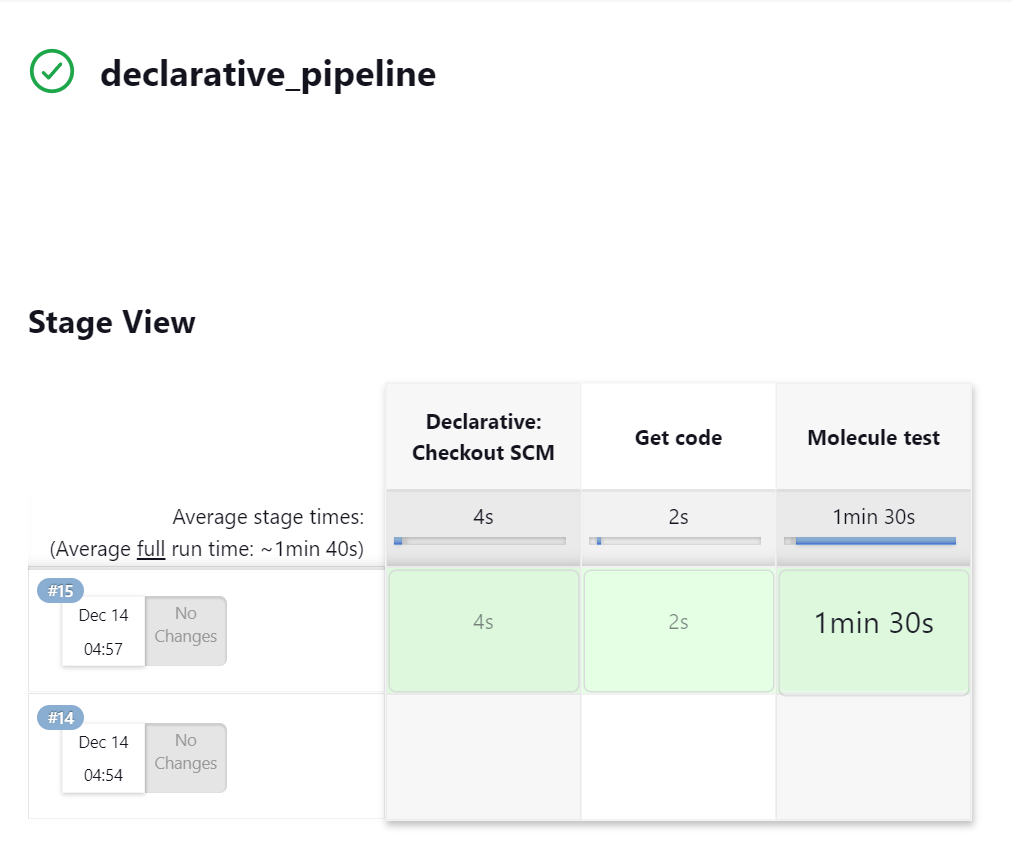 declarative_pipeline
Stage View
Declarative:
Checkout SCM
Get code
Molecule test
Average stage times:
(Average full run time: ~1min 40s)
4s
2s
1min 30s
#15
Dec 14
04:57
No
Changes
4s
2s
1min 30s
#14
Dec 14
04:54
No
Changes